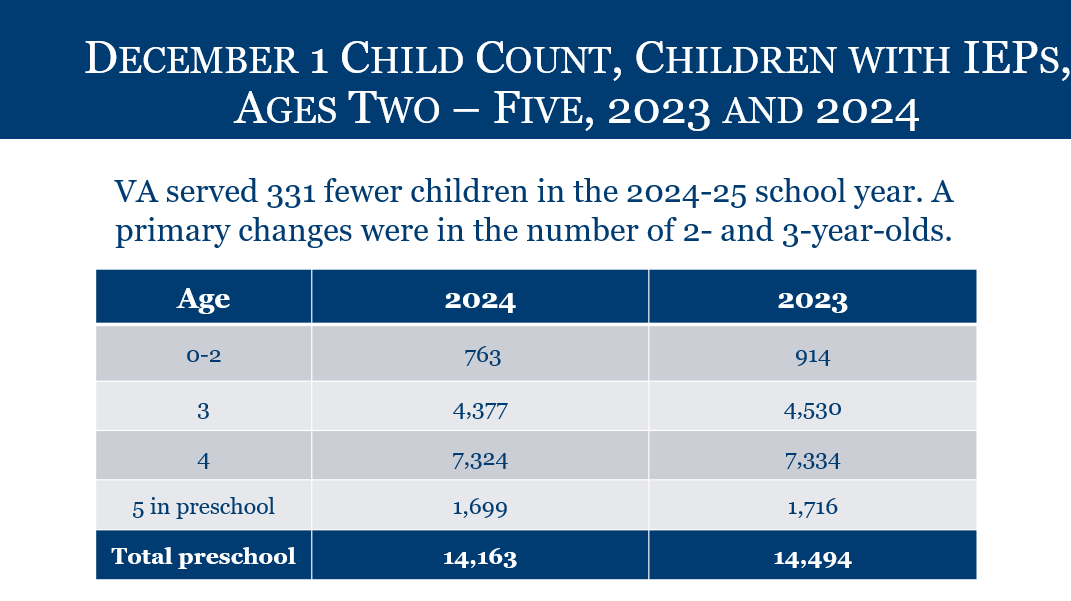 DECEMBER 1 CHILD COUNT, CHILDREN WITH IEPS,
AGES TWO – FIVE, 2023 AND 2024
VA served 331 fewer children in the 2024-25 school year. A
primary changes were in the number of 2- and 3-year-olds.
Age 2024 2023
0-2 763 914
3 4,377 4,530
4 7,324 7,334
5 in preschool 1,699 1,716
Total preschool 14,163 14,494